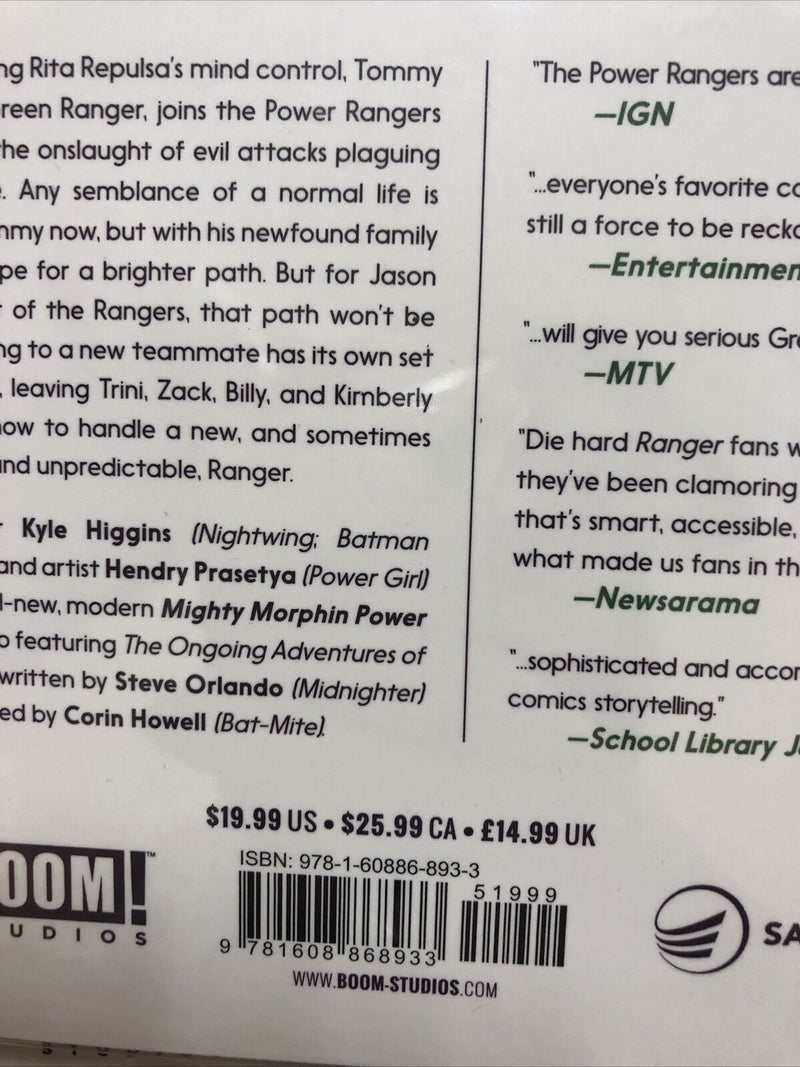 ng Rita Repulsa's mind control, Tommy
reen Ranger, joins the Power Rangers
he onslaught of evil attacks plaguing
e. Any semblance of a normal life is
mmy now, but with his newfound family
pe for a brighter path. But for Jason
of the Rangers, that path won't be
ng to a new teammate has its own set
, leaving Trini, Zack, Billy, and Kimberly
how to handle a new, and sometimes
and unpredictable, Ranger.
Kyle Higgins (Nightwing; Batman
and artist Hendry Prasetya (Power Girl)
l-new, modern Mighty Morphin Power
o featuring The Ongoing Adventures of
written by Steve Orlando (Midnighter)
ed by Corin Howell (Bat-Mite).
"The Power Rangers are
—IGN
"...everyone's favorite co
still a force to be recko
—Entertainmen
"...will give you serious Gre
—MTV
"Die hard Ranger fans w
they've been clamoring
that's smart, accessible,
what made us fans in th
—Newsarama
"...sophisticated and accor
comics storytelling."
—School Library J
$19.99 US • $25.99 CA • £14.99 UK
ISBN: 978-1-60886-893-3
51999
9 781608 868933
WWW.BOOM-STUDIOS.COM
OOM!™
UDIOS
SA